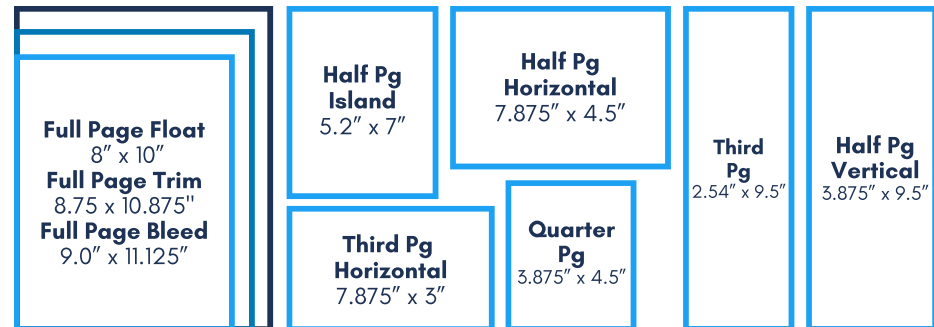 Full Page Float
8” x 10”
Full Page Trim
8.75 x 10.875"
Full Page Bleed
9.0” x 11.125”
Half Pg
Island
5.2” x 7”
Third Pg
Horizontal
7.875” x 3”
Half Pg
Horizontal
7.875” x 4.5”
Quarter
Pg
3.875” x 4.5”
Third
Pg
2.54” x 9.5”
Half Pg
Vertical
3.875” x 9.5”